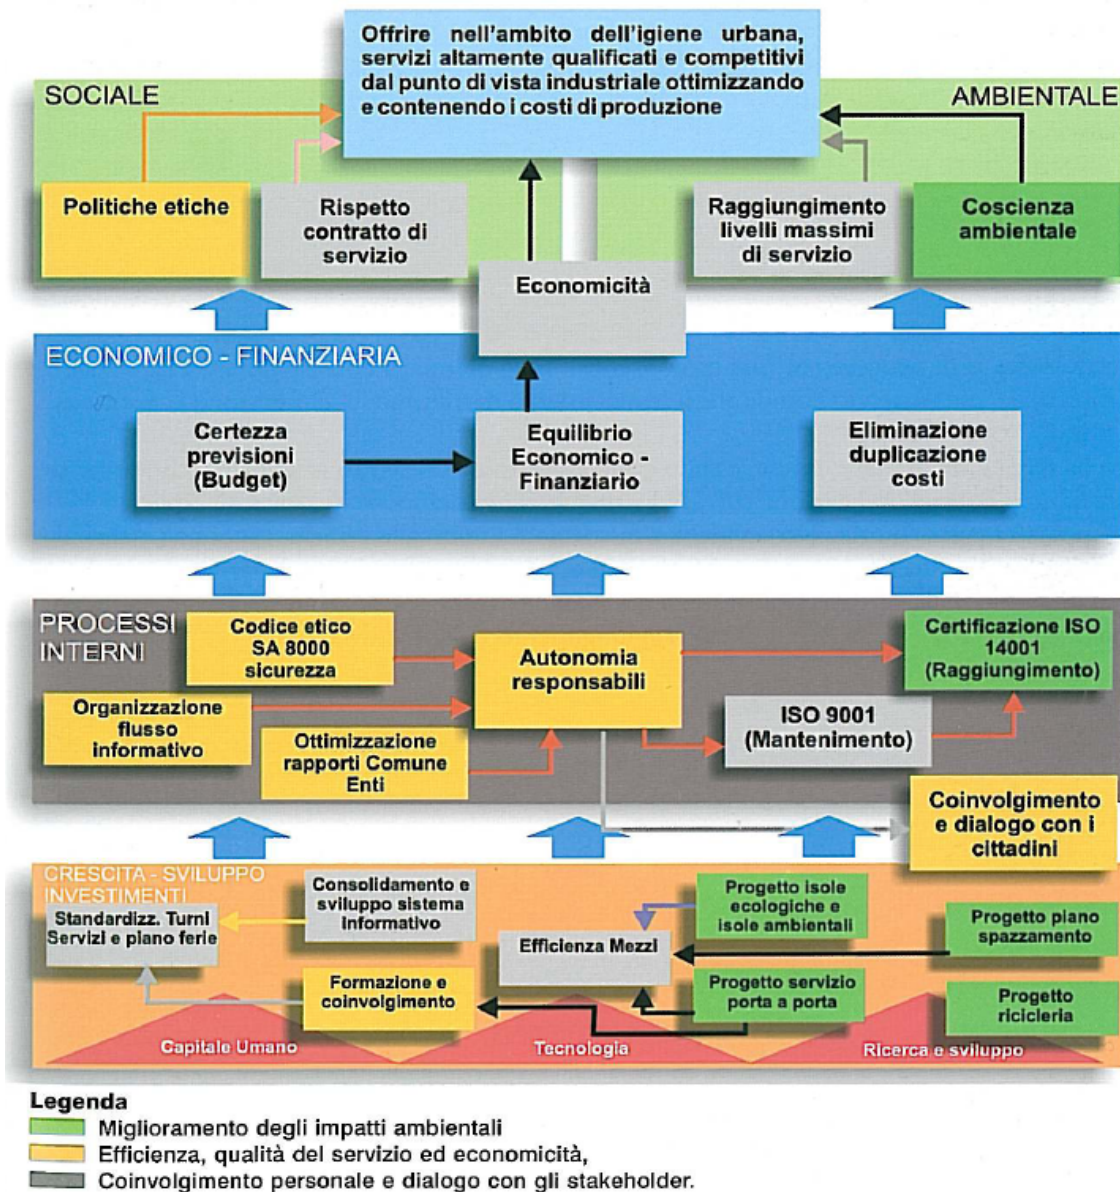 Offrire nell'ambito dell'igiene urbana,
servizi altamente qualificati e competitivi
dal punto di vista industriale ottimizzando
e contenendo i costi di produzione
SOCIALE
AMBIENTALE
Politiche etiche
Rispetto
contratto di
servizio
Economicità
Raggiungimento
livelli massimi
di servizio
Coscienza
ambientale
ECONOMICO - FINANZIARIA
Certezza
previsioni
(Budget)
Equilibrio
Economico -
Finanziario
Eliminazione
duplicazione
costi
PROCESSI
INTERNI
Codice etico
SA 8000
sicurezza
Organizzazione
flusso
informativo
Ottimizzazione
rapporti Comune
Enti
Autonomia
responsabili
ISO 9001
(Mantenimento)
Certificazione ISO
14001
(Raggiungimento)
Coinvolgimento
e dialogo con i
cittadini
CRESCITA - SVILUPPO
INVESTIMENTI
Standardizz. Turni
Servizi e piano ferie
Consolidamento e
sviluppo sistema
Informativo
Formazione e
coinvolgimento
Efficienza Mezzi
Progetto isole
ecologiche e
isole ambientali
Progetto servizio
porta a porta
Progetto piano
spazzamento
Progetto
ricicleria
Capitale Umano
Tecnologia
Ricerca e sviluppo
Legenda
Miglioramento degli impatti ambientali
Efficienza, qualità del servizio ed economicità,
Coinvolgimento personale e dialogo con gli stakeholder.